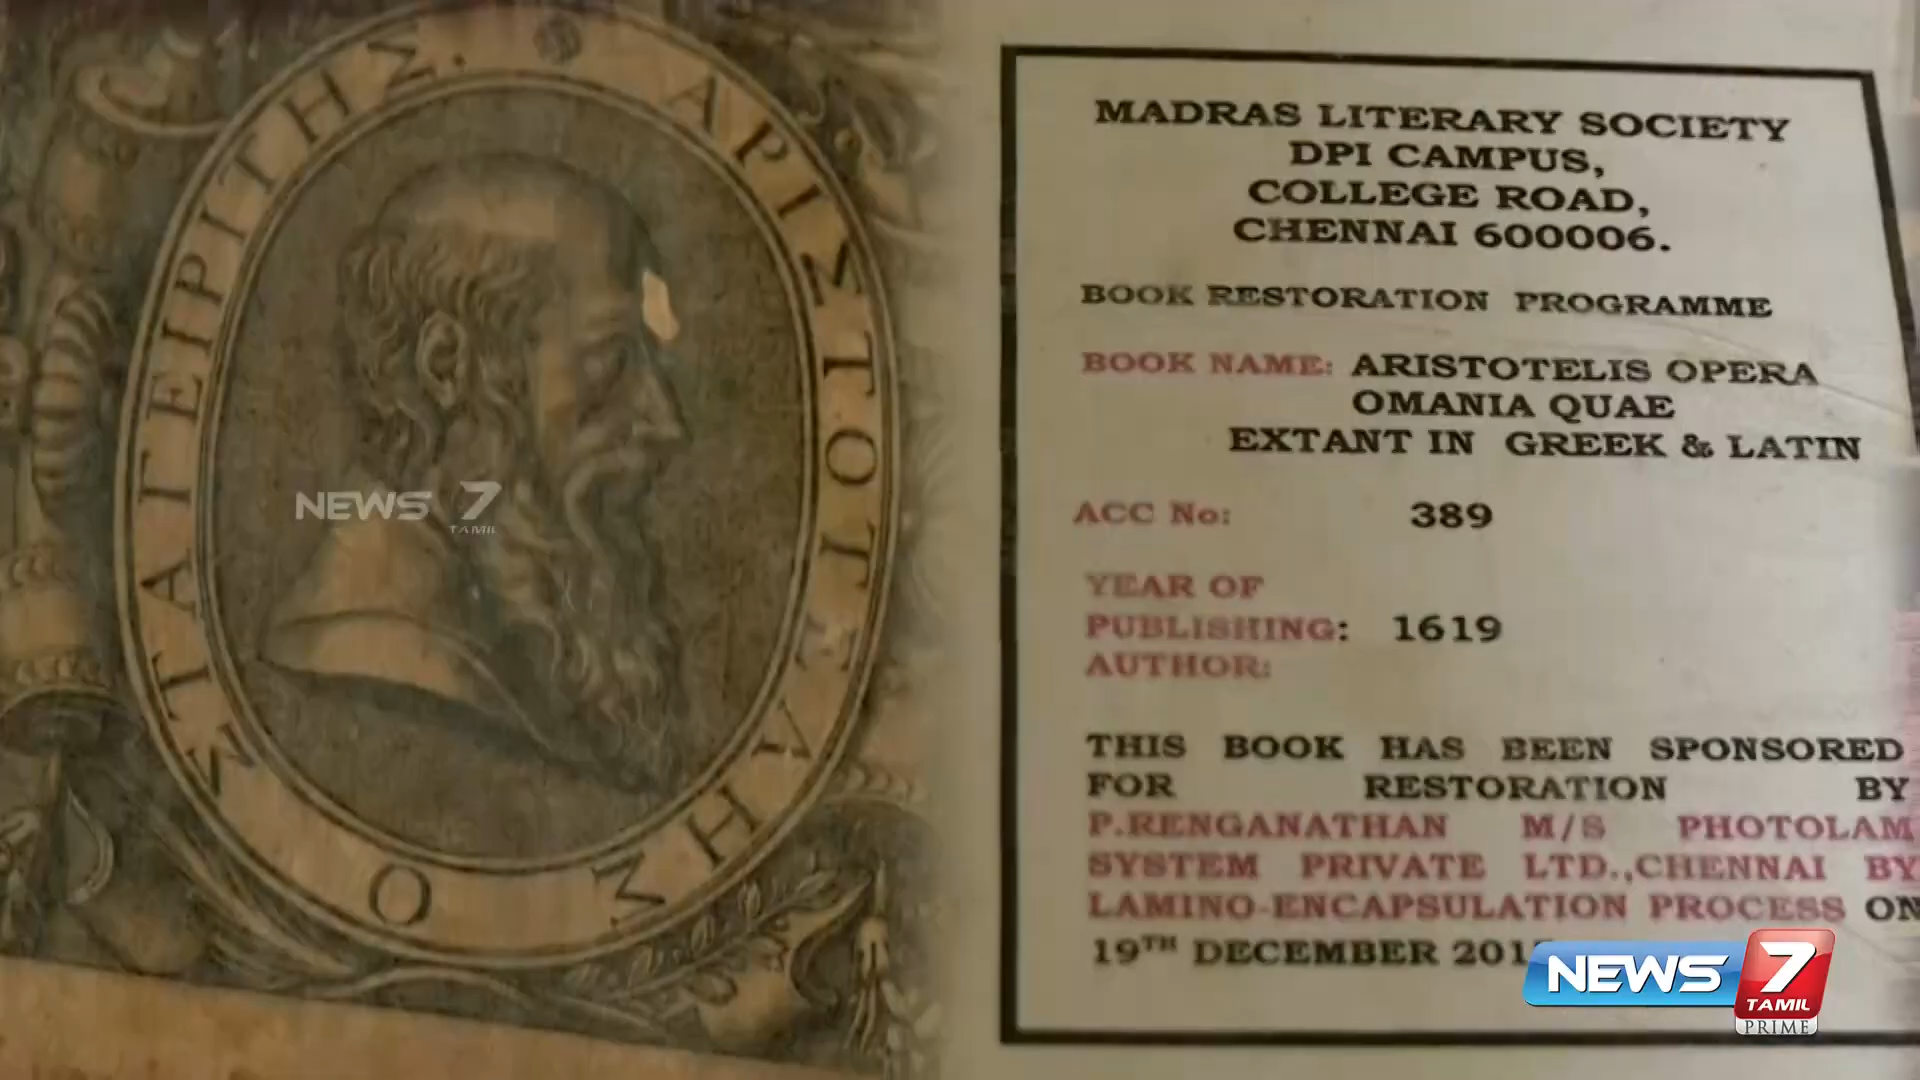 ΑΡΙΣΤΟΤΕΛΗΣ Ο ΣΤΑΓΕΙΡΙΤΗΣ.
NEWS 7
TAMIL
MADRAS LITERARY SOCIETY
DPI CAMPUS,
COLLEGE ROAD,
CHENNAI 600006.
BOOK RESTORATION PROGRAMME
BOOK NAME: ARISTOTELIS OPERA
OMANIA QUAE
EXTANT IN GREEK & LATIN
ACC No: 389
YEAR OF
PUBLISHING: 1619
AUTHOR:
THIS BOOK HAS BEEN SPONSORED
FOR RESTORATION BY
P.RENGANATHAN M/S PHOTOLAM
SYSTEM PRIVATE LTD.,CHENNAI BY
LAMINO-ENCAPSULATION PROCESS ON
19TH DECEMBER
NEWS 7
TAMIL
PRIME